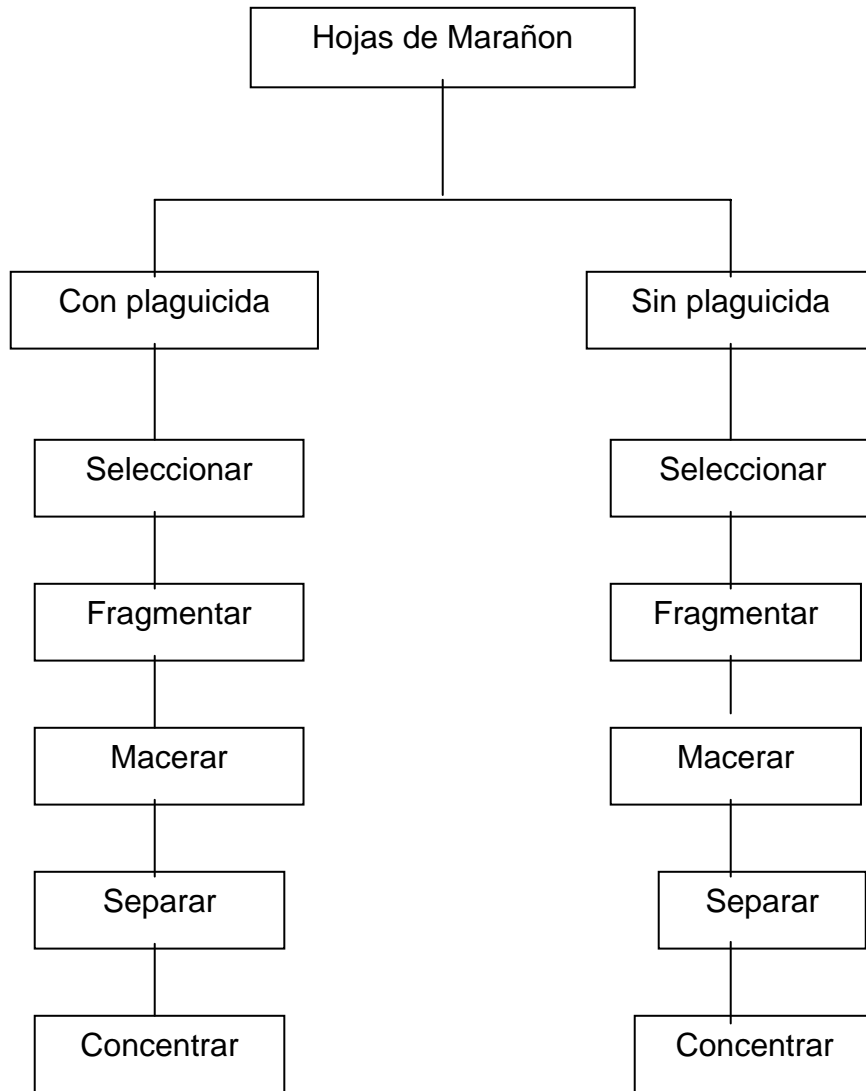 Hojas de Marañon
Con plaguicida
Sin plaguicida
Seleccionar
Seleccionar
Fragmentar
Fragmentar
Macerar
Macerar
Separar
Separar
Concentrar
Concentrar